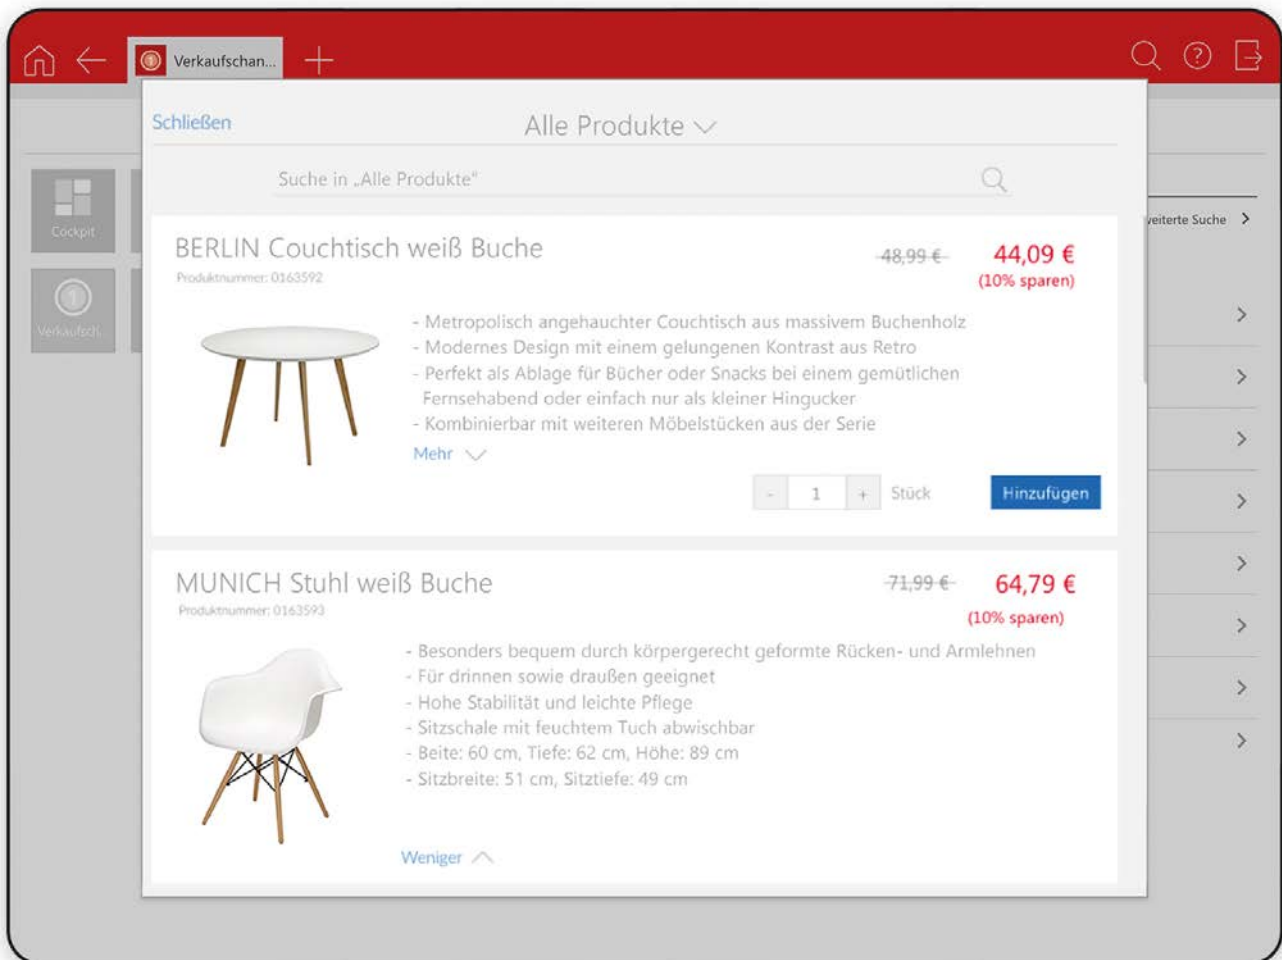 Verkaufschan...
Schließen
Alle Produkte
Suche in „Alle Produkte“
Cockpit
Verkaufsch..
weiterte Suche
BERLIN Couchtisch weiß Buche
48,99 €
44,09 €
Produktnummer: 0163592
(10% sparen)
- Metropolisch angehauchter Couchtisch aus massivem Buchenholz
- Modernes Design mit einem gelungenen Kontrast aus Retro
- Perfekt als Ablage für Bücher oder Snacks bei einem gemütlichen
Fernsehabend oder einfach nur als kleiner Hingucker
- Kombinierbar mit weiteren Möbelstücken aus der Serie
Mehr
- 1 + Stück
Hinzufügen
MUNICH Stuhl weiß Buche
71,99 €
64,79 €
Produktnummer: 0163593
(10% sparen)
- Besonders bequem durch körpergerecht geformte Rücken- und Armlehnen
- Für drinnen sowie draußen geeignet
- Hohe Stabilität und leichte Pflege
- Sitzschale mit feuchtem Tuch abwischbar
- Beite: 60 cm, Tiefe: 62 cm, Höhe: 89 cm
- Sitzbreite: 51 cm, Sitztiefe: 49 cm
Weniger